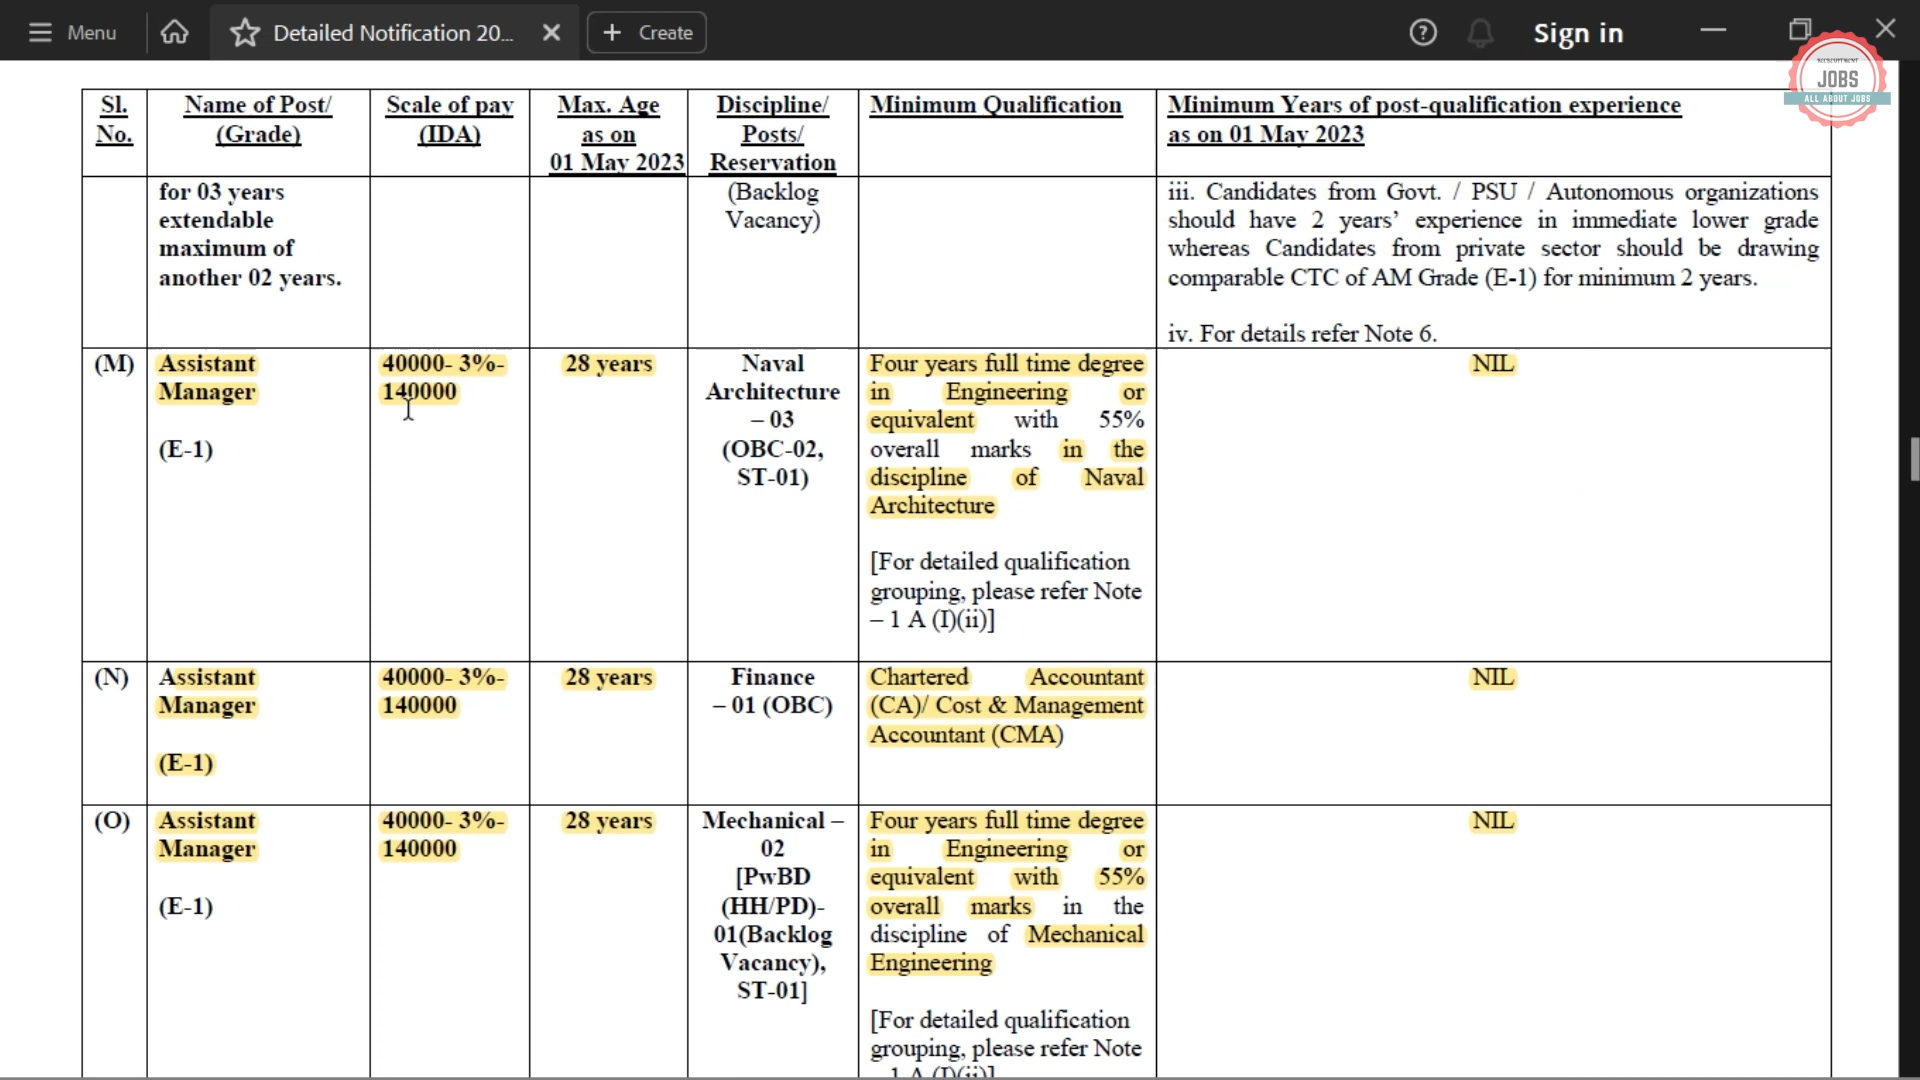 Menu
Detailed Notification 20...
Create
Sign in
JOBS
ALL ABOUT JOBS
Sl. No.
Name of Post/ (Grade)
Scale of pay (IDA)
Max. Age as on 01 May 2023
Discipline/ Posts/ Reservation
Minimum Qualification
Minimum Years of post-qualification experience
as on 01 May 2023
for 03 years
extendable
maximum of
another 02 years.
(Backlog
Vacancy)
iii. Candidates from Govt. / PSU / Autonomous organizations
should have 2 years’ experience in immediate lower grade
whereas Candidates from private sector should be drawing
comparable CTC of AM Grade (E-1) for minimum 2 years.
iv. For details refer Note 6.
(M)
Assistant
Manager
(E-1)
40000- 3%-
140000
28 years
Naval
Architecture
– 03
(OBC-02,
ST-01)
Four years full time degree
in Engineering or
equivalent with 55%
overall marks in the
discipline of Naval
Architecture
[For detailed qualification
grouping, please refer Note
– 1 A (I)(ii)]
NIL
(N)
Assistant
Manager
(E-1)
40000- 3%-
140000
28 years
Finance
– 01 (OBC)
Chartered Accountant
(CA)/ Cost & Management
Accountant (CMA)
NIL
(O)
Assistant
Manager
(E-1)
40000- 3%-
140000
28 years
Mechanical –
02
[PwBD
(HH/PD)-
01(Backlog
Vacancy),
ST-01]
Four years full time degree
in Engineering or
equivalent with 55%
overall marks in the
discipline of Mechanical
Engineering
[For detailed qualification
grouping, please refer Note
– 1 A (I)(ii)]
NIL